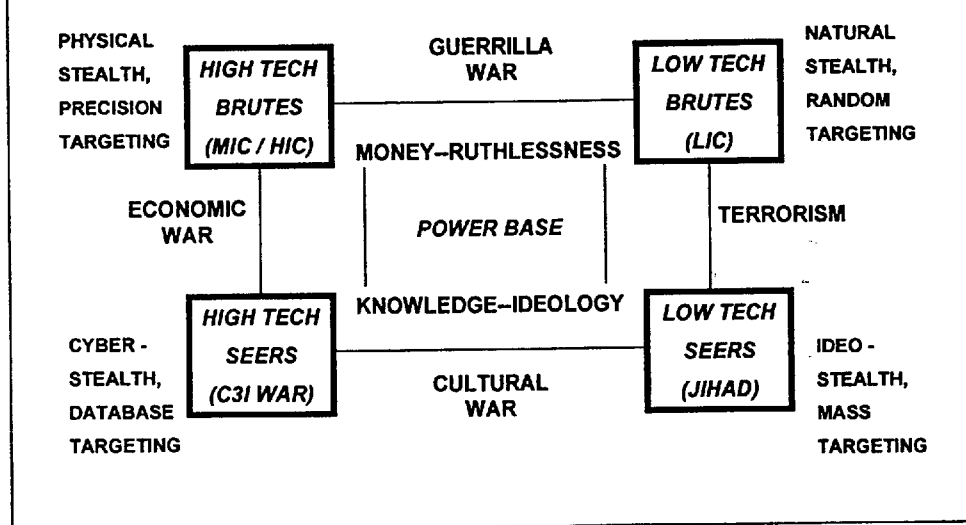 PHYSICAL
STEALTH,
PRECISION
TARGETING
HIGH TECH
BRUTES
(MIC / HIC)
GUERRILLA
WAR
LOW TECH
BRUTES
(LIC)
NATURAL
STEALTH,
RANDOM
TARGETING
MONEY--RUTHLESSNESS
ECONOMIC
WAR
POWER BASE
TERRORISM
KNOWLEDGE--IDEOLOGY
CYBER -
STEALTH,
DATABASE
TARGETING
HIGH TECH
SEERS
(C3I WAR)
CULTURAL
WAR
LOW TECH
SEERS
(JIHAD)
IDEO -
STEALTH,
MASS
TARGETING